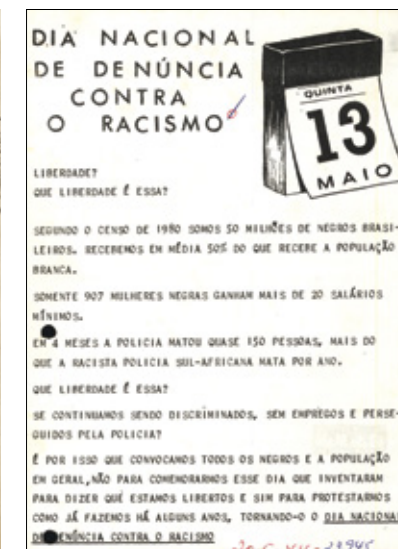 DIA NACIONAL
DE DENÚNCIA
CONTRA
O RACISMO
QUINTA
13
MAIO
LIBERDADE?
QUE LIBERDADE É ESSA?
SEGUNDO O CENSO DE 1980 SOMOS 50 MILHÕES DE NEGROS BRASI-
LEIROS. RECEBEMOS EM MÉDIA 50% DO QUE RECEBE A POPULAÇÃO
BRANCA.
SOMENTE 907 MULHERES NEGRAS GANHAM MAIS DE 20 SALÁRIOS
MÍNIMOS.
EM 4 MESES A POLICIA MATOU QUASE 150 PESSOAS, MAIS DO
QUE A RACISTA POLICIA SUL-AFRICANA MATA POR ANO.
QUE LIBERDADE É ESSA?
SE CONTINUAMOS SENDO DISCRIMINADOS, SEM EMPREGOS E PERSE-
GUIDOS PELA POLICIA?
É POR ISSO QUE CONVOCAMOS TODOS OS NEGROS E A POPULAÇÃO
EM GERAL, NÃO PARA COMEMORARMOS ESSE DIA QUE INVENTARAM
PARA DIZER QUE ESTAMOS LIBERTOS E SIM PARA PROTESTARMOS
COMO JÁ FAZEMOS HÁ ALGUNS ANOS, TORNANDO-O O DIA NACIONAL
DE DENÚNCIA CONTRA O RACISMO